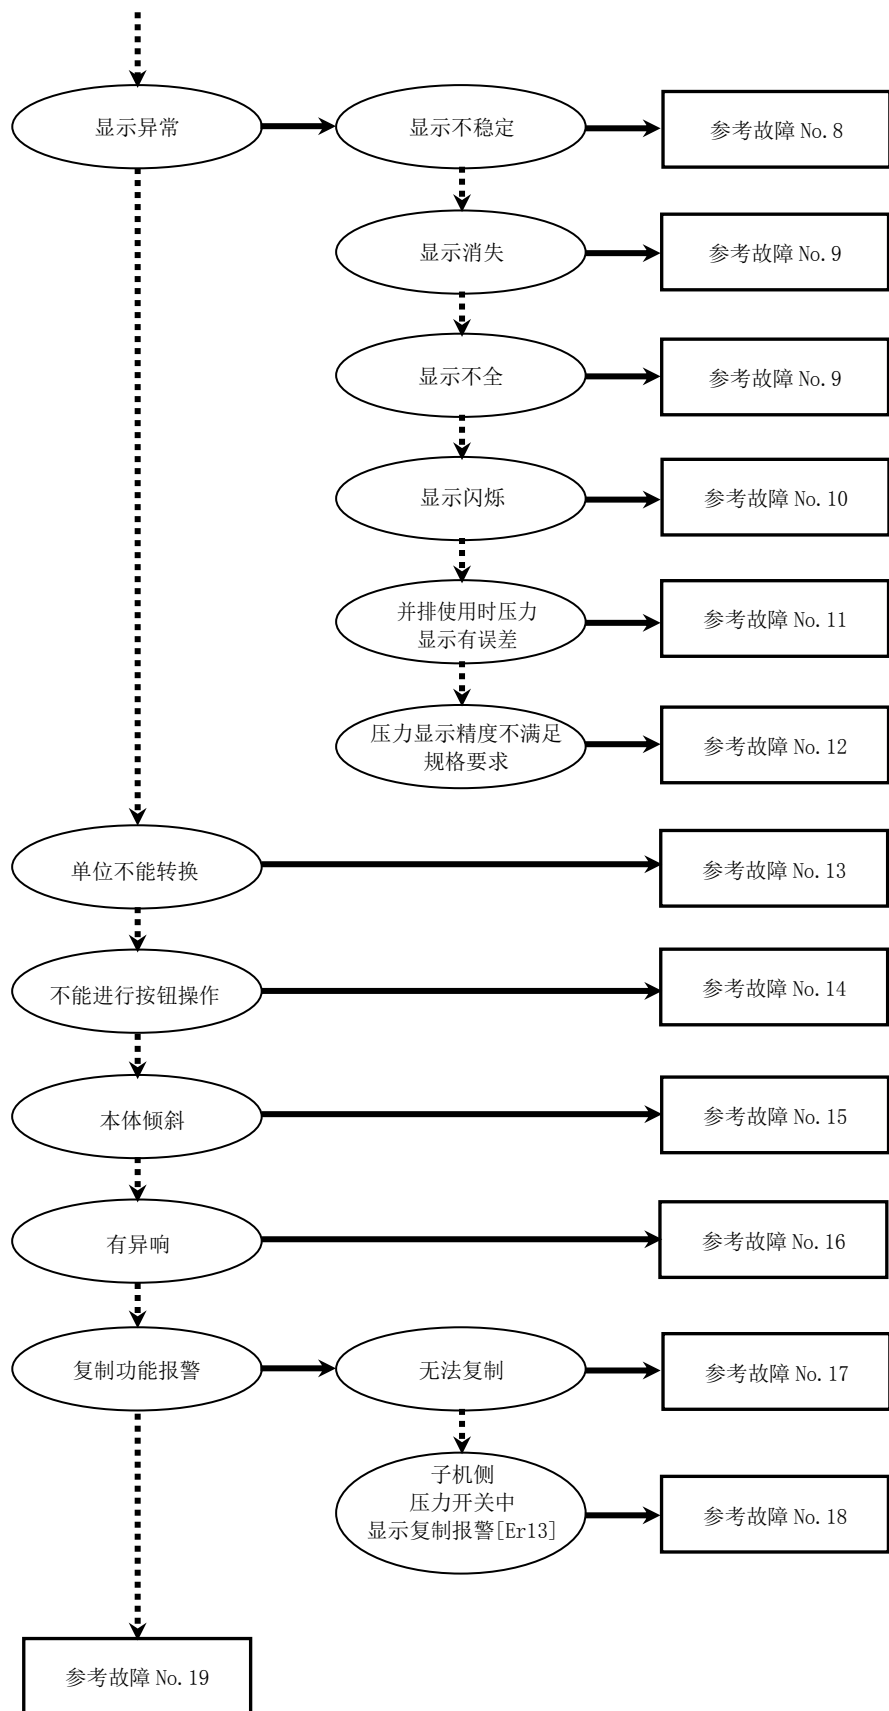 显示异常
显示不稳定
参考故障 No.8
显示消失
参考故障 No.9
显示不全
参考故障 No.9
显示闪烁
参考故障 No.10
并排使用时压力
显示有误差
参考故障 No.11
压力显示精度不满足
规格要求
参考故障 No.12
单位不能转换
参考故障 No.13
不能进行按钮操作
参考故障 No.14
本体倾斜
参考故障 No.15
有异响
参考故障 No.16
复制功能报警
无法复制
参考故障 No.17
子机侧
压力开关中
显示复制报警[Er13]
参考故障 No.18
参考故障 No.19